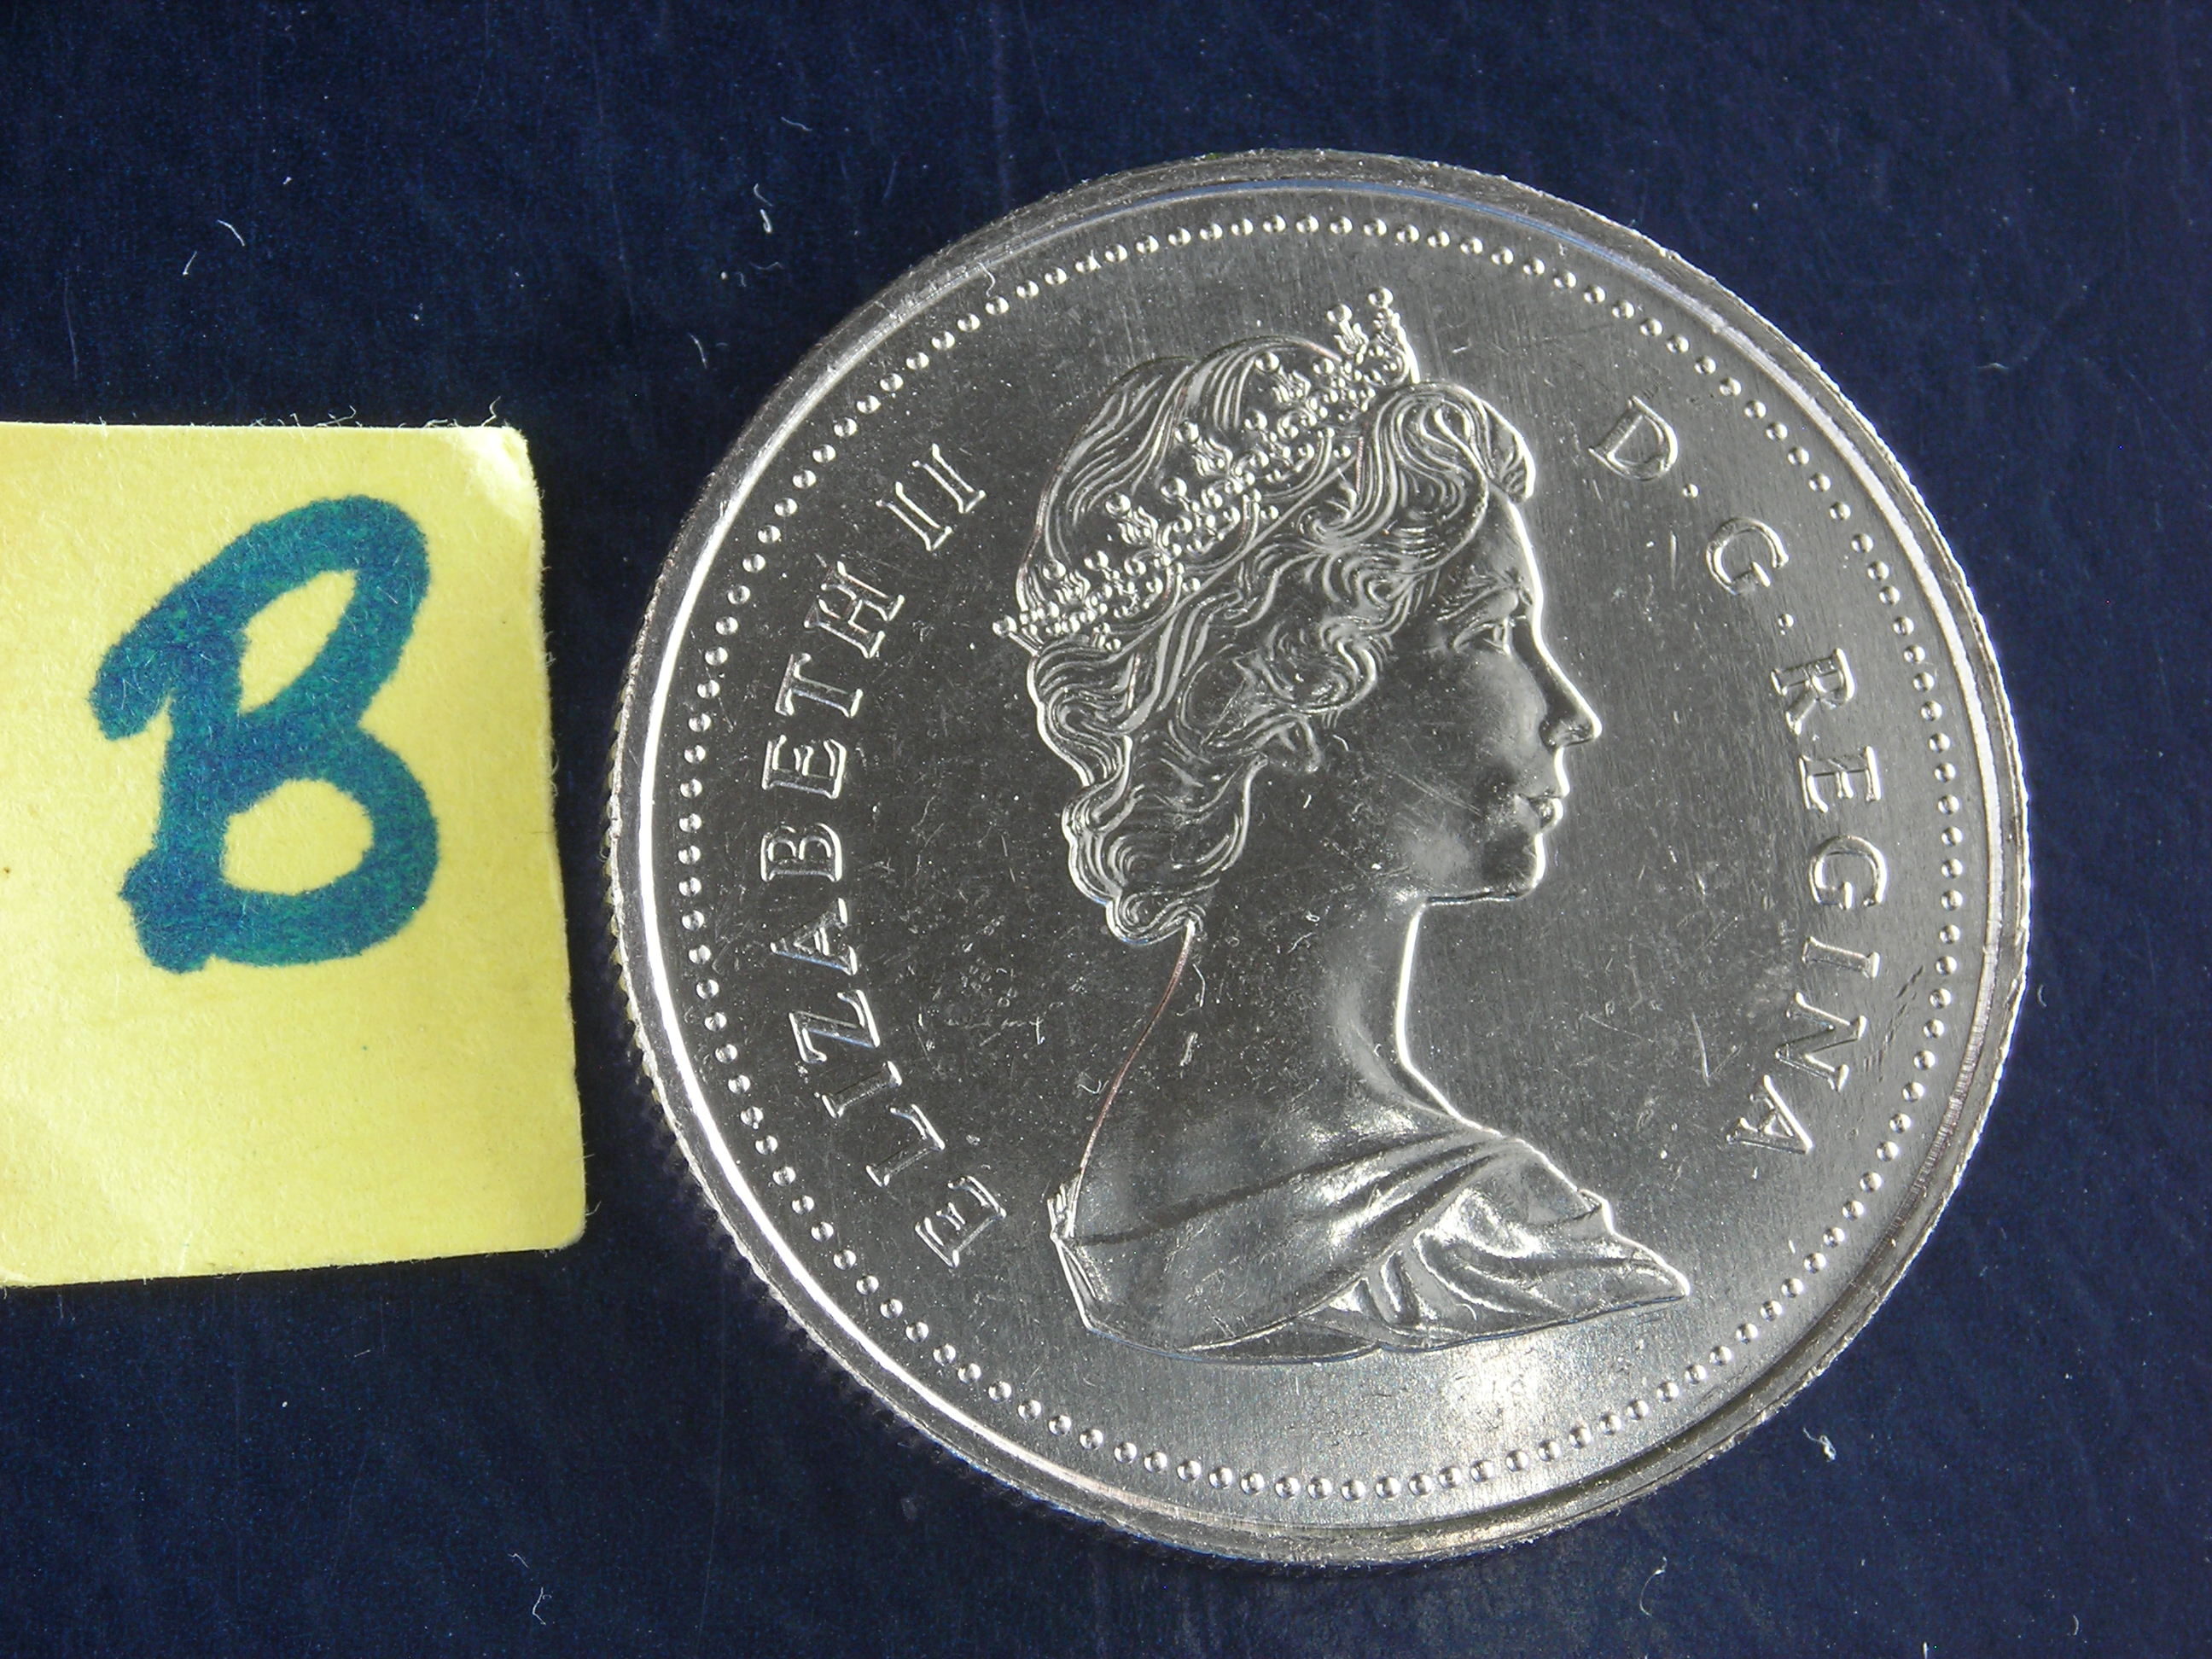 B
ELIZABETH II D. G. REGINA